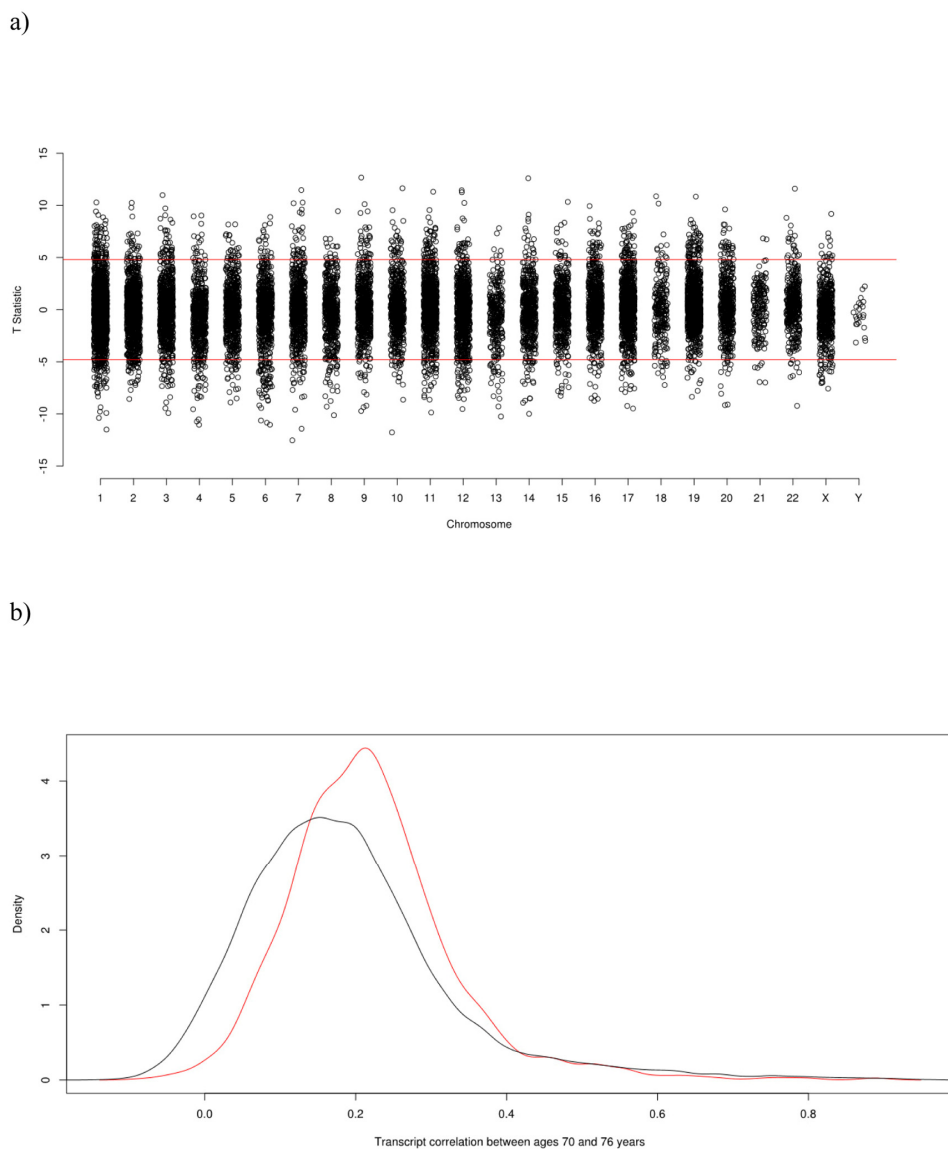 a)
15
10
5
0
-5
-10
-15
T Statistic
1 2 3 4 5 6 7 8 9 10 11 12 13 14 15 16 17 18 19 20 21 22 X Y
Chromosome
b)
4
3
2
1
0
Density
0.0 0.2 0.4 0.6 0.8
Transcript correlation between ages 70 and 76 years